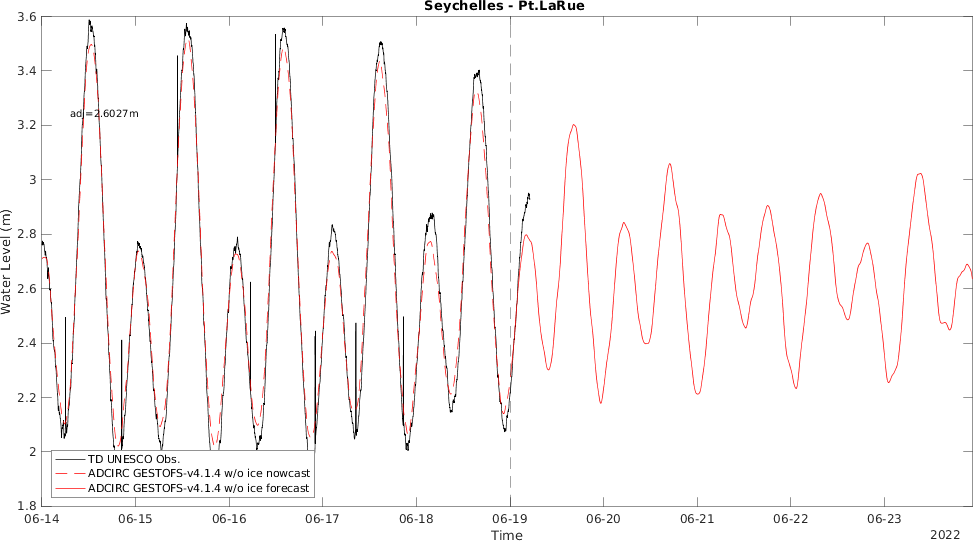 Seychelles - Pt.LaRue
Water Level (m)
3.6
3.4
3.2
3
2.8
2.6
2.4
2.2
2
1.8
adj=2.6027m
TD UNESCO Obs.
ADCIRC GESTOFS-v4.1.4 w/o ice nowcast
ADCIRC GESTOFS-v4.1.4 w/o ice forecast
06-14 06-15 06-16 06-17 06-18 06-19 06-20 06-21 06-22 06-23
Time
2022